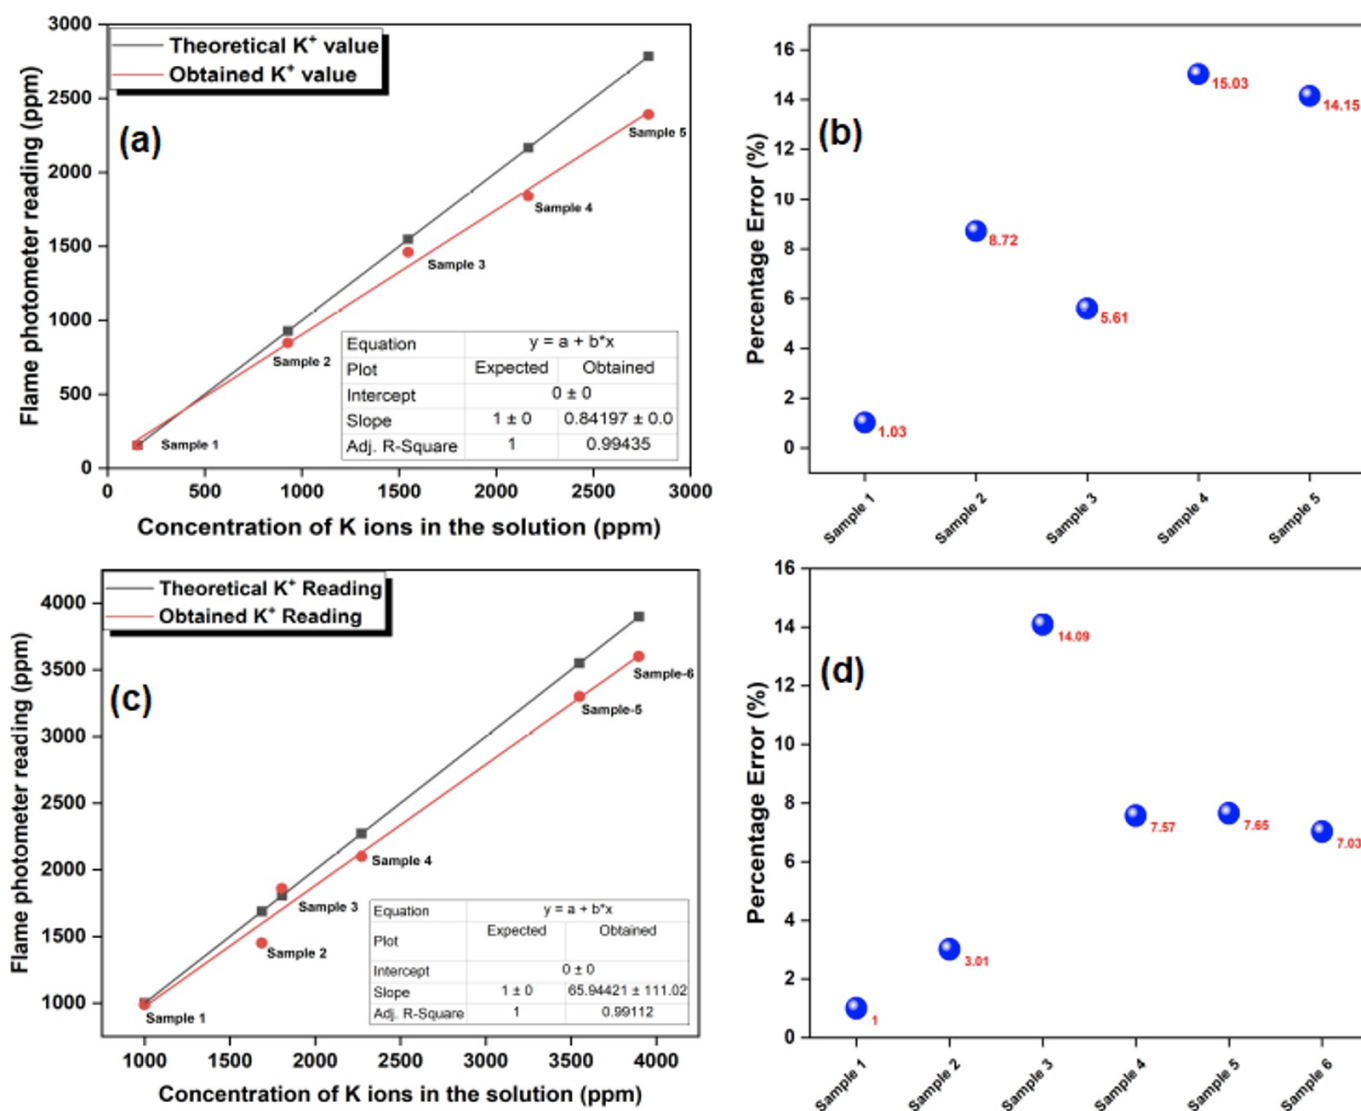 Theoretical K⁺ value
Obtained K⁺ value
(a)
Flame photometer reading (ppm)
3000
2500
2000
1500
1000
500
0
Sample 5
Sample 4
Sample 3
Sample 2
Sample 1
Equation y = a + b*x
Plot Expected Obtained
Intercept 0 ± 0
Slope 1 ± 0 0.84197 ± 0.0
Adj. R-Square 1 0.99435
0 500 1000 1500 2000 2500 3000
Concentration of K ions in the solution (ppm)
(b)
Percentage Error (%)
16
14
12
10
8
6
4
2
0
15.03
14.15
8.72
5.61
1.03
Sample 1 Sample 2 Sample 3 Sample 4 Sample 5
Theoretical K⁺ Reading
Obtained K⁺ Reading
(c)
Flame photometer reading (ppm)
4000
3500
3000
2500
2000
1500
1000
Sample-6
Sample-5
Sample 4
Sample 3
Sample 2
Sample 1
Equation y = a + b*x
Plot Expected Obtained
Intercept 0 ± 0
Slope 1 ± 0 65.94421 ± 111.02
Adj. R-Square 1 0.99112
1000 1500 2000 2500 3000 3500 4000
Concentration of K ions in the solution (ppm)
(d)
Percentage Error (%)
16
14
12
10
8
6
4
2
0
14.09
7.57
7.65
7.03
3.01
1
Sample 1 Sample 2 Sample 3 Sample 4 Sample 5 Sample 6